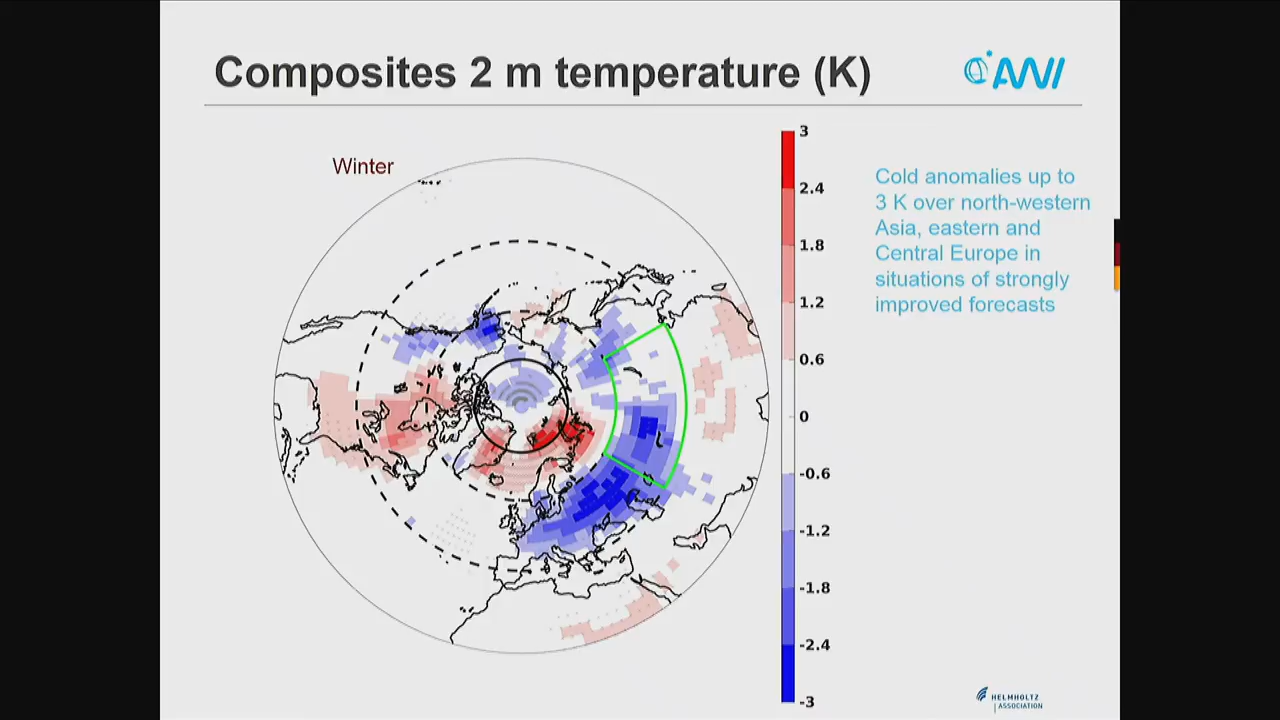 Composites 2 m temperature (K)
AWI
Winter
3
2.4
1.8
1.2
0.6
0
-0.6
-1.2
-1.8
-2.4
-3
Cold anomalies up to
3 K over north-western
Asia, eastern and
Central Europe in
situations of strongly
improved forecasts
HELMHOLTZ
ASSOCIATION